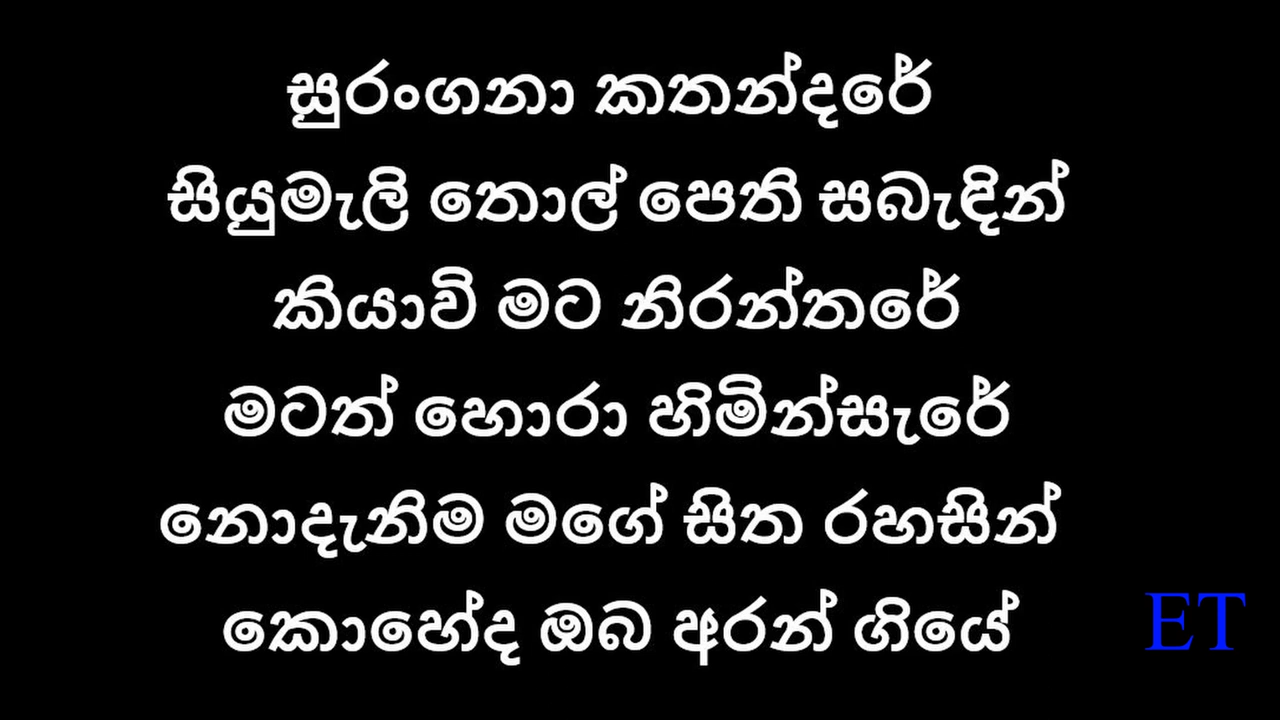 සුරංගනා කතන්දරේ
සියුමැලි තොල් පෙති සබැඳින්
කියාවි මට නිරන්තරේ
මටත් හොරා හිමින්සැරේ
නොදැනිම මගේ සිත රහසින්
කොහේද ඔබ අරන් ගියේ
ET